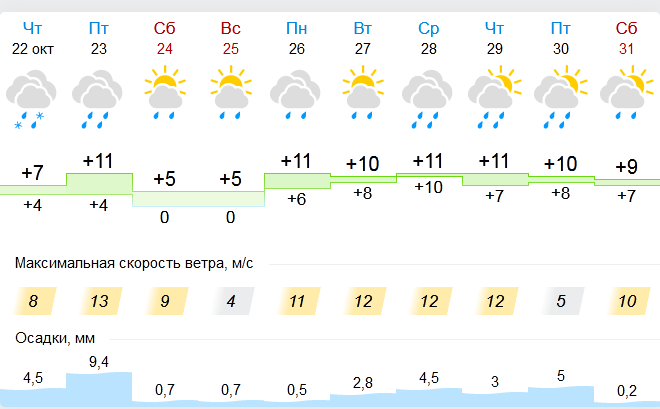 Чт Пт Сб Вс Пн Вт Ср Чт Пт Сб
22 окт 23 24 25 26 27 28 29 30 31
+7 +11 +5 +5 +11 +10 +11 +11 +10 +9
+4 +4 0 0 +6 +8 +10 +7 +8 +7
Максимальная скорость ветра, м/с
8 13 9 4 11 12 12 12 5 10
Осадки, мм
4,5 9,4 0,7 0,7 0,5 2,8 4,5 3 5 0,2